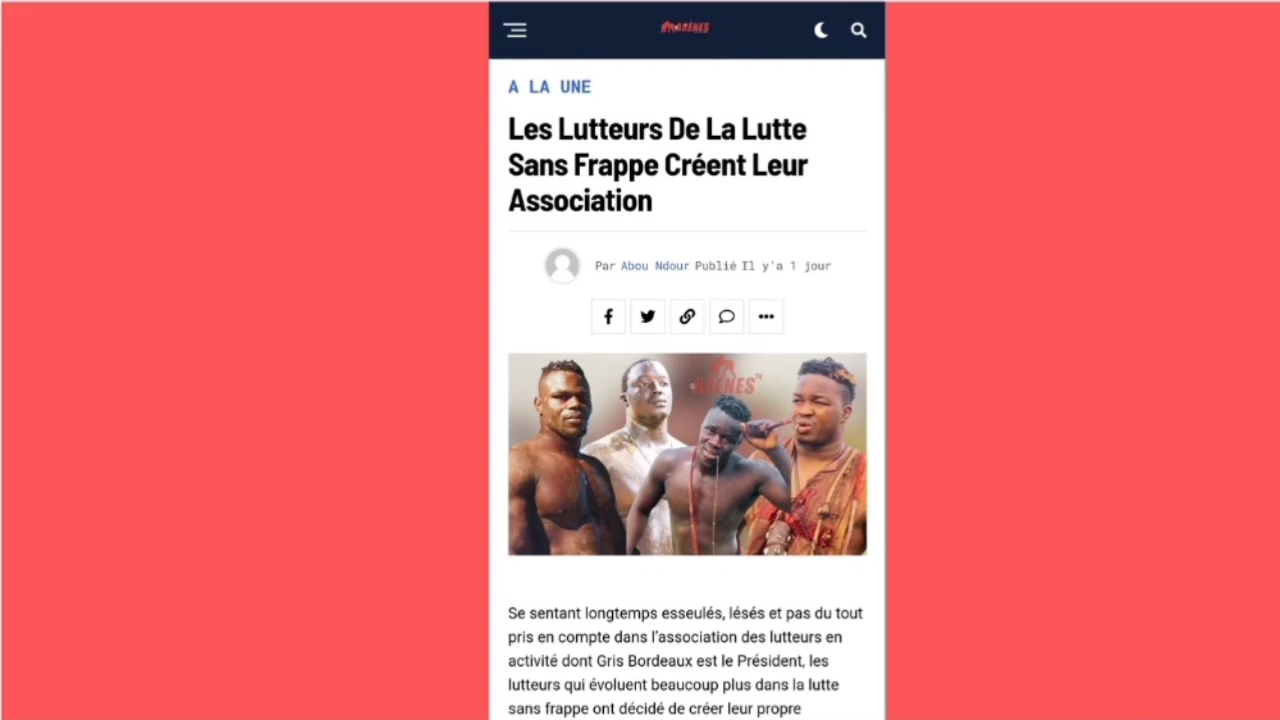 ARÈNES
A LA UNE
Les Lutteurs De La Lutte
Sans Frappe Créent Leur
Association
Par Abou Ndour Publié Il y'a 1 jour
ARÈNES TV
Se sentant longtemps esseulés, lésés et pas du tout
pris en compte dans l'association des lutteurs en
activité dont Gris Bordeaux est le Président, les
lutteurs qui évoluent beaucoup plus dans la lutte
sans frappe ont décidé de créer leur propre